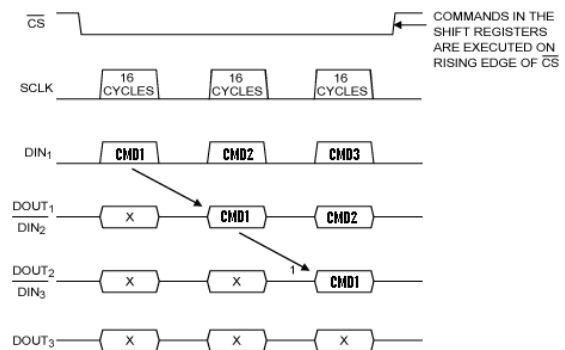 CS
COMMANDS IN THE
SHIFT REGISTERS
ARE EXECUTED ON
RISING EDGE OF CS
SCLK
16
CYCLES
16
CYCLES
16
CYCLES
DIN1
CMD1
CMD2
CMD3
DOUT1
DIN2
X
CMD1
CMD2
DOUT2
DIN3
X
X
1
CMD1
DOUT3
X
X
X